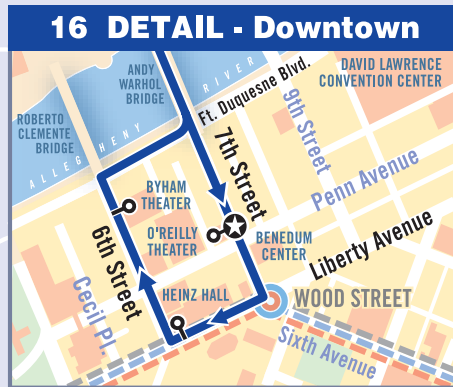 16 DETAIL - Downtown
ANDY
WARHOL
BRIDGE
DAVID LAWRENCE
CONVENTION CENTER
ROBERTO
CLEMENTE
BRIDGE
ALLEGHENY RIVER
Ft. Duquesne Blvd.
9th Street
7th Street
Penn Avenue
BYHAM
THEATER
O'REILLY
THEATER
BENEDUM
CENTER
6th Street
Liberty Avenue
Cecil Pl.
HEINZ HALL
WOOD STREET
Sixth Avenue